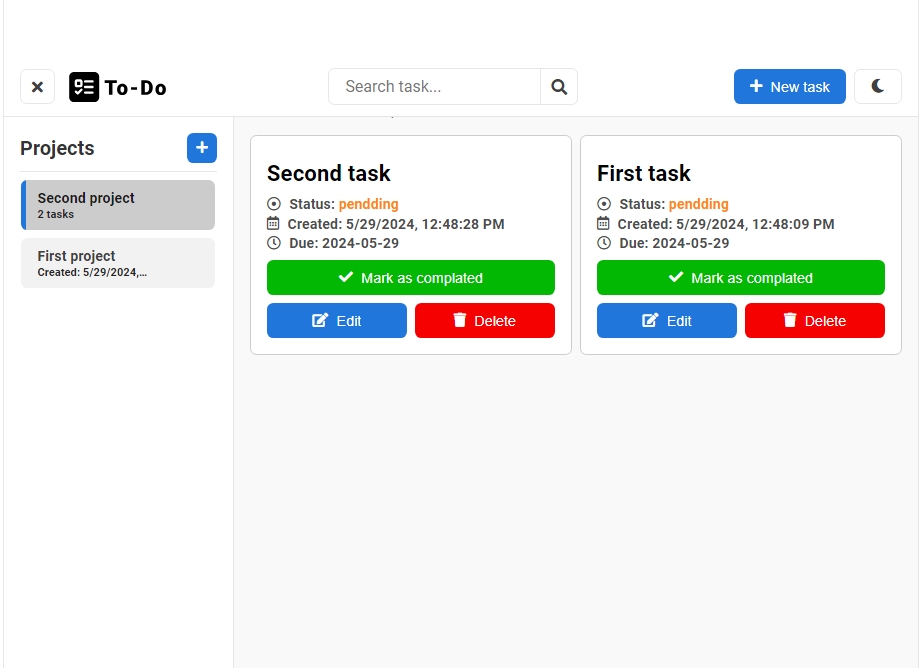 To-Do
Search task...
New task
Projects
Second project
2 tasks
First project
Created: 5/29/2024,...
Second task
Status: pendding
Created: 5/29/2024, 12:48:28 PM
Due: 2024-05-29
Mark as complated
Edit
Delete
First task
Status: pendding
Created: 5/29/2024, 12:48:09 PM
Due: 2024-05-29
Mark as complated
Edit
Delete